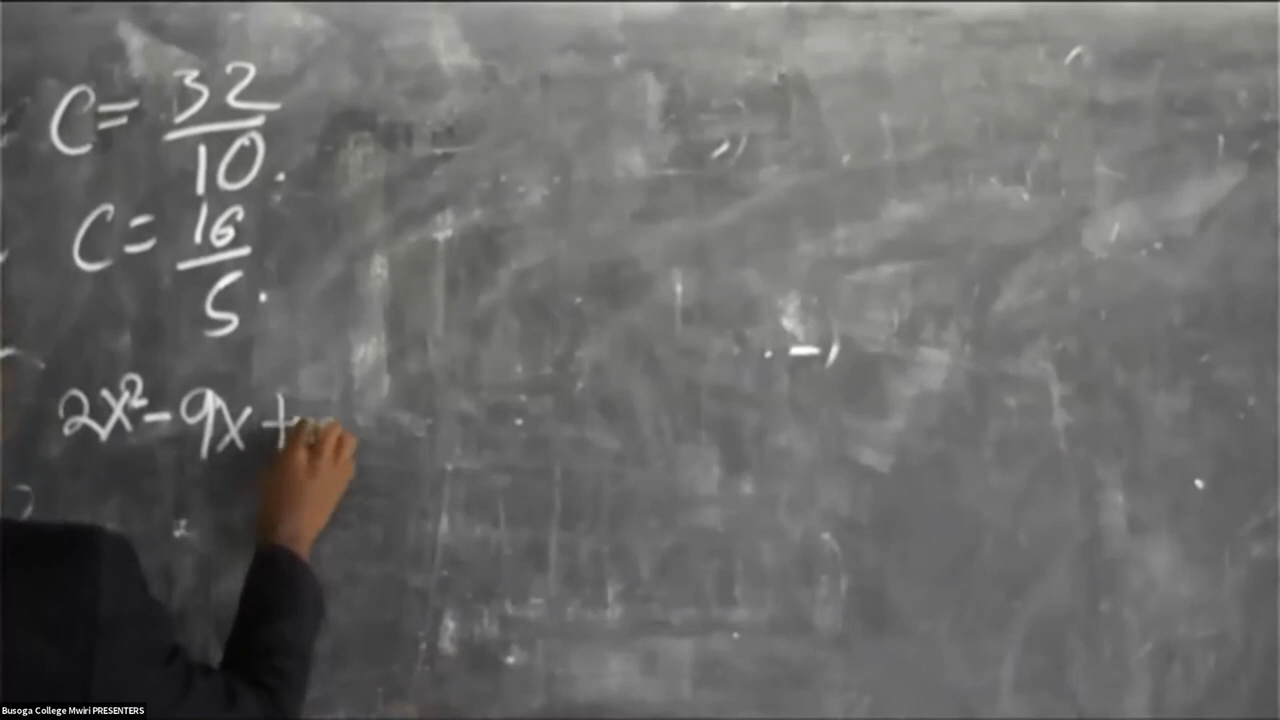 C = 32/10.
C = 16/5.
2x² - 9x +
Busoga College Mwiri PRESENTERS